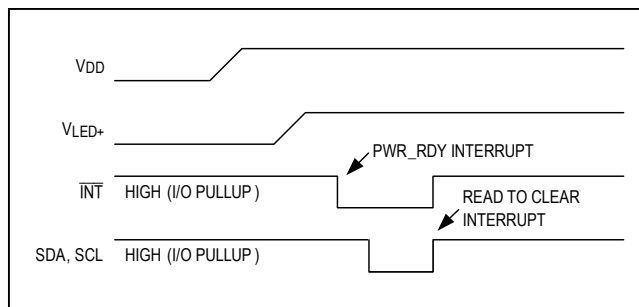 VDD
VLED+
PWR_RDY INTERRUPT
INT HIGH (I/O PULLUP )
READ TO CLEAR
INTERRUPT
SDA, SCL HIGH (I/O PULLUP )